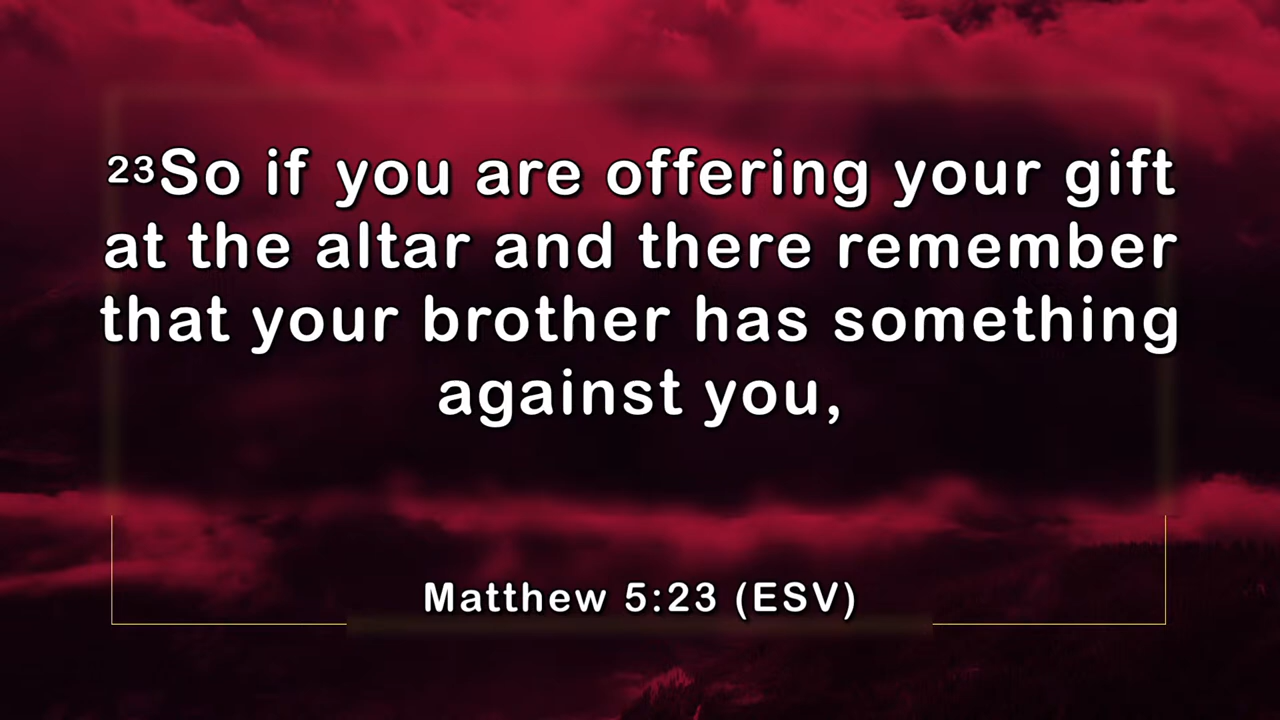 23So if you are offering your gift
at the altar and there remember
that your brother has something
against you,
Matthew 5:23 (ESV)